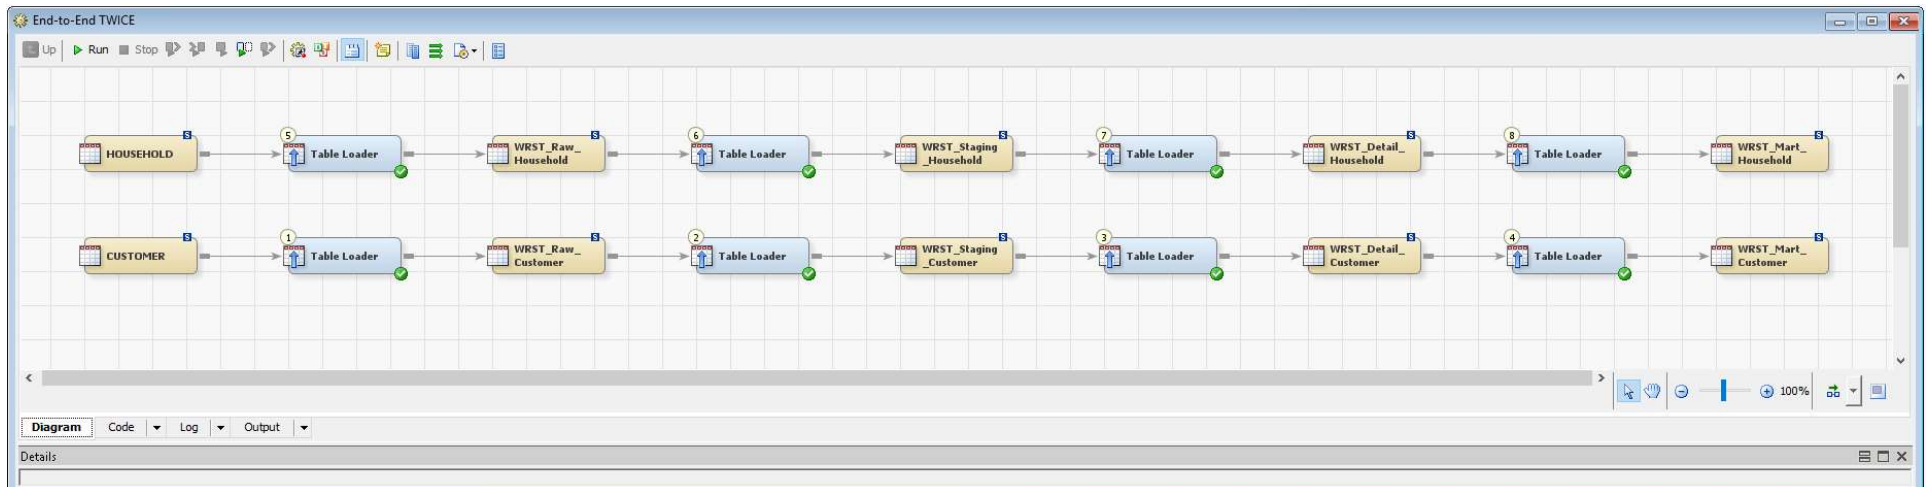 End-to-End TWICE
Up Run Stop
5 6 7 8
HOUSEHOLD Table Loader WRST_Raw_ Table Loader WRST_Staging Table Loader WRST_Detail_ Table Loader WRST_Mart_
Household _Household Household Household
1 2 3 4
CUSTOMER Table Loader WRST_Raw_ Table Loader WRST_Staging Table Loader WRST_Detail_ Table Loader WRST_Mart_
Customer _Customer Customer Customer
100%
Diagram Code Log Output
Details